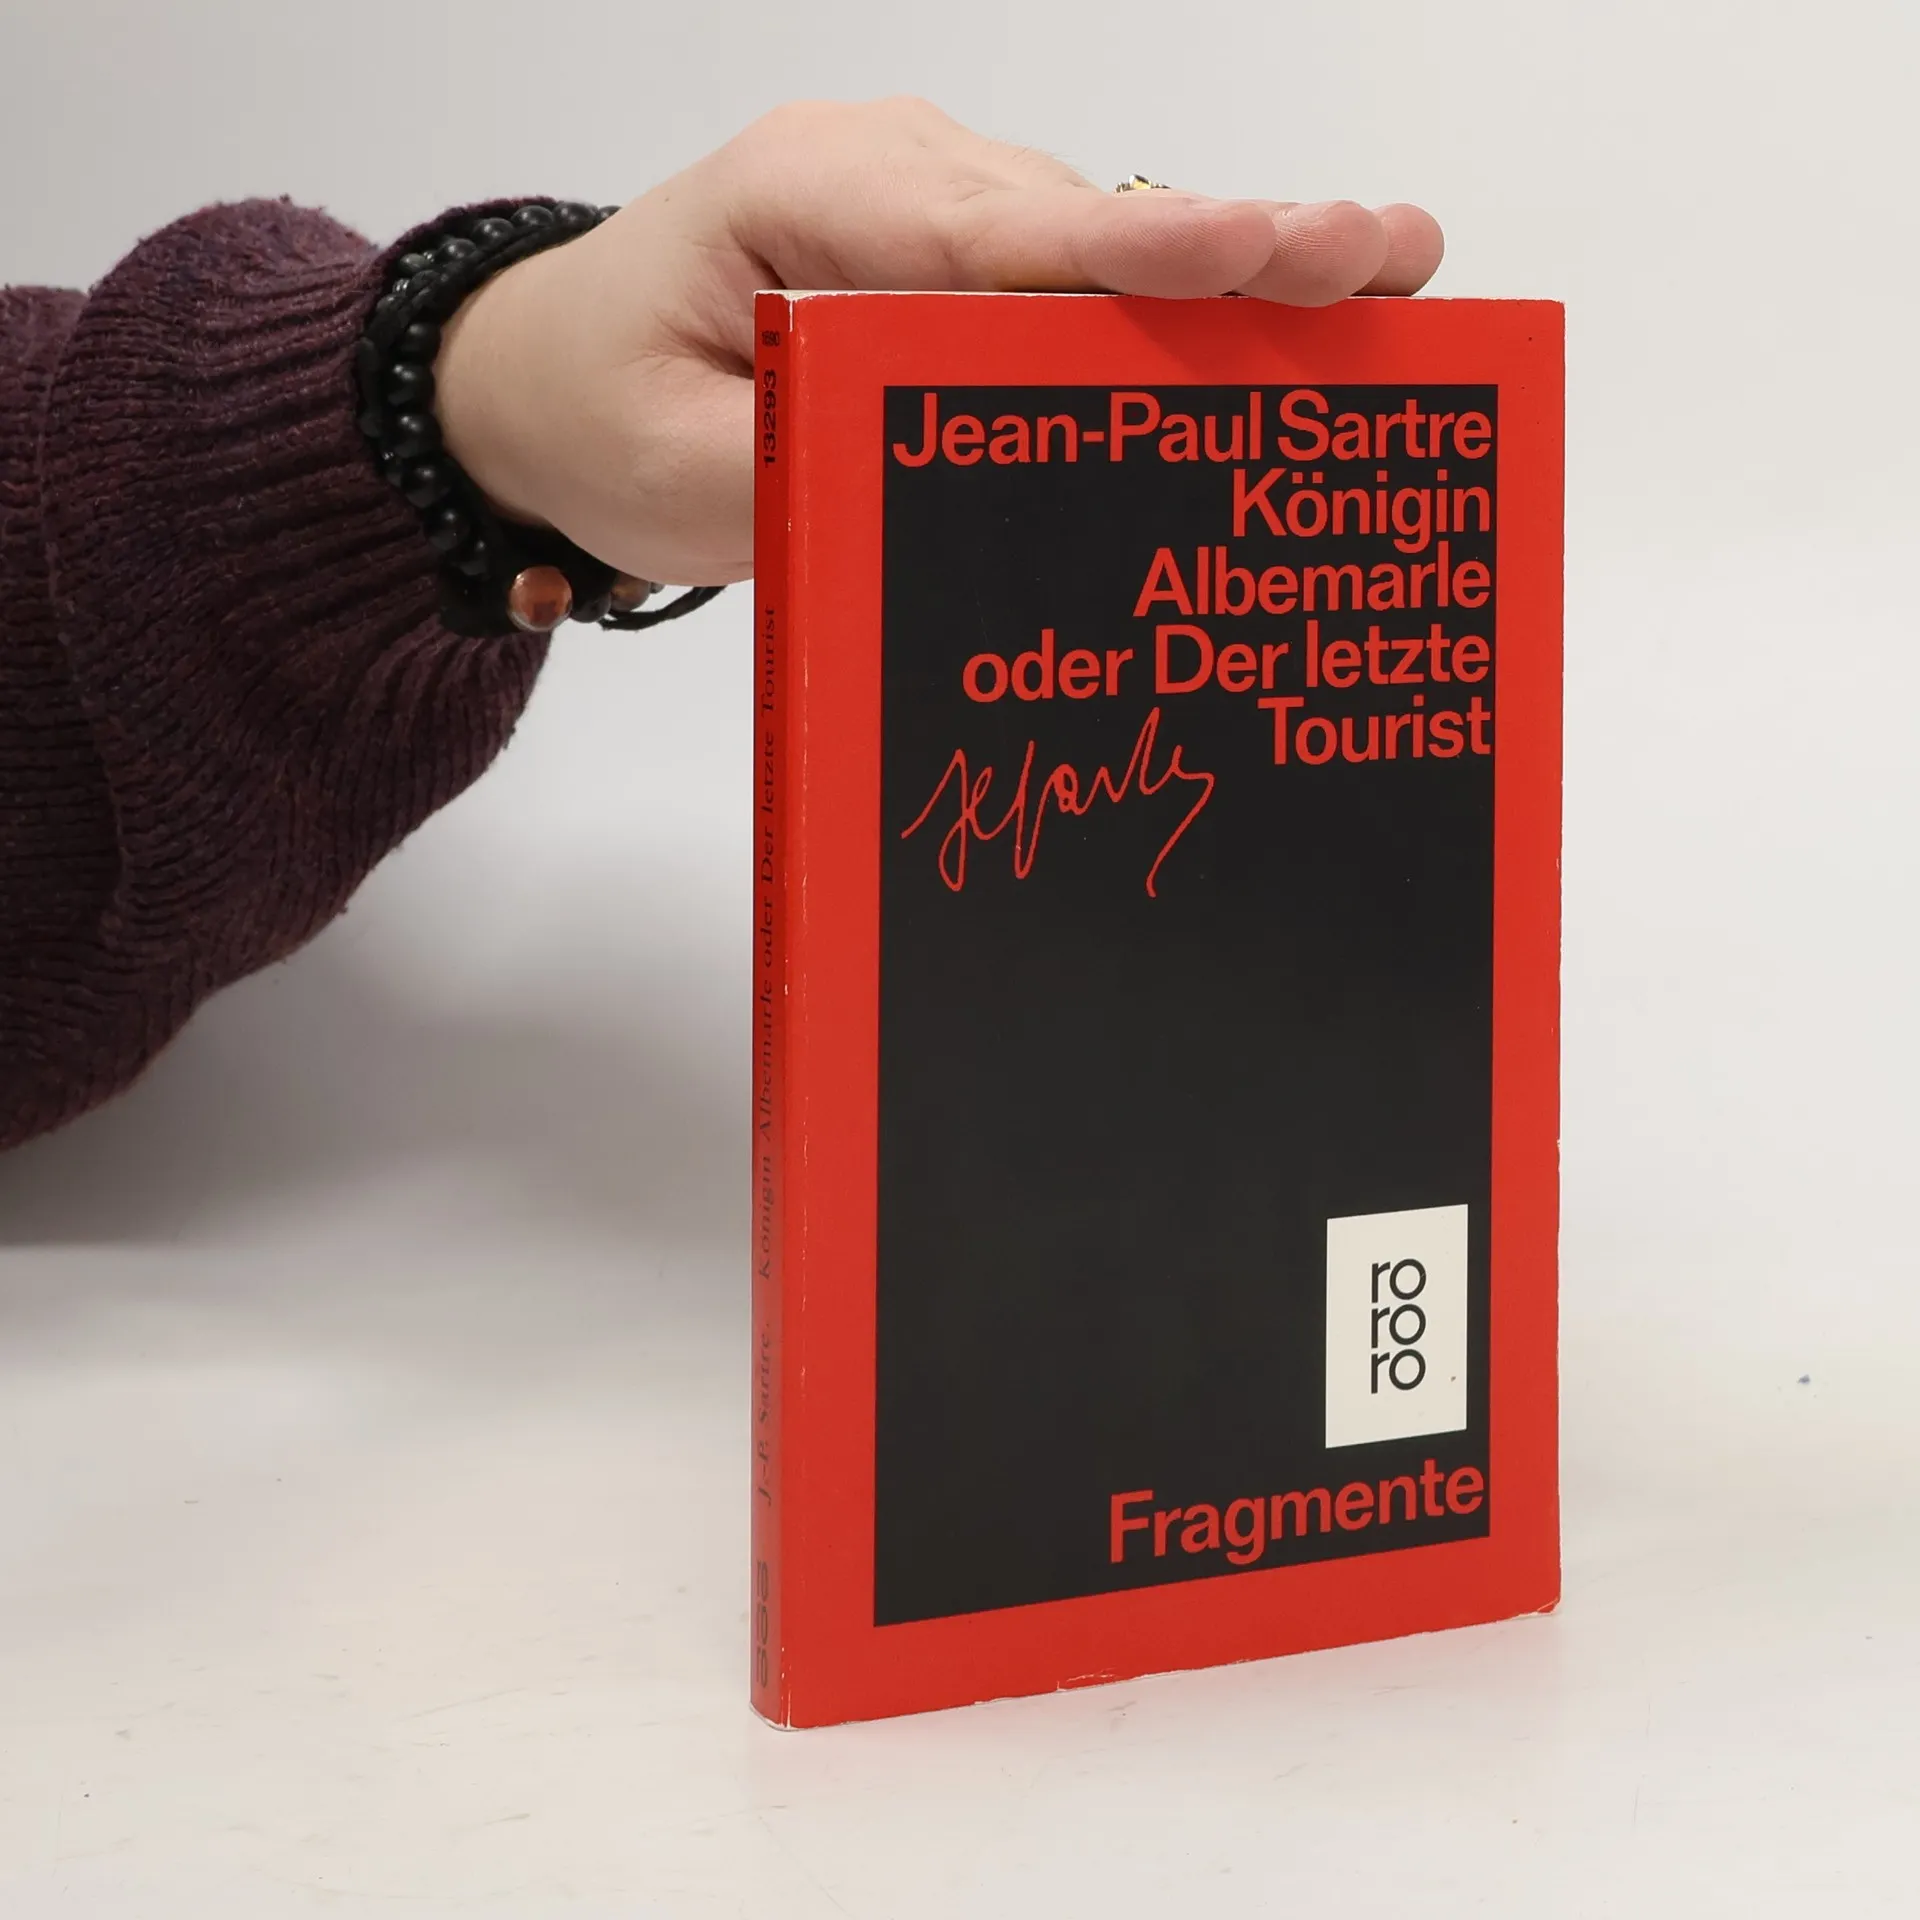 Jean-Paul Sartre
Königin
Albemarle
oder Der letzte
Tourist
ro
ro
ro
Fragmente
J.-P. Sartre. Königin Albemarle oder Der letzte Tourist
13293
1690